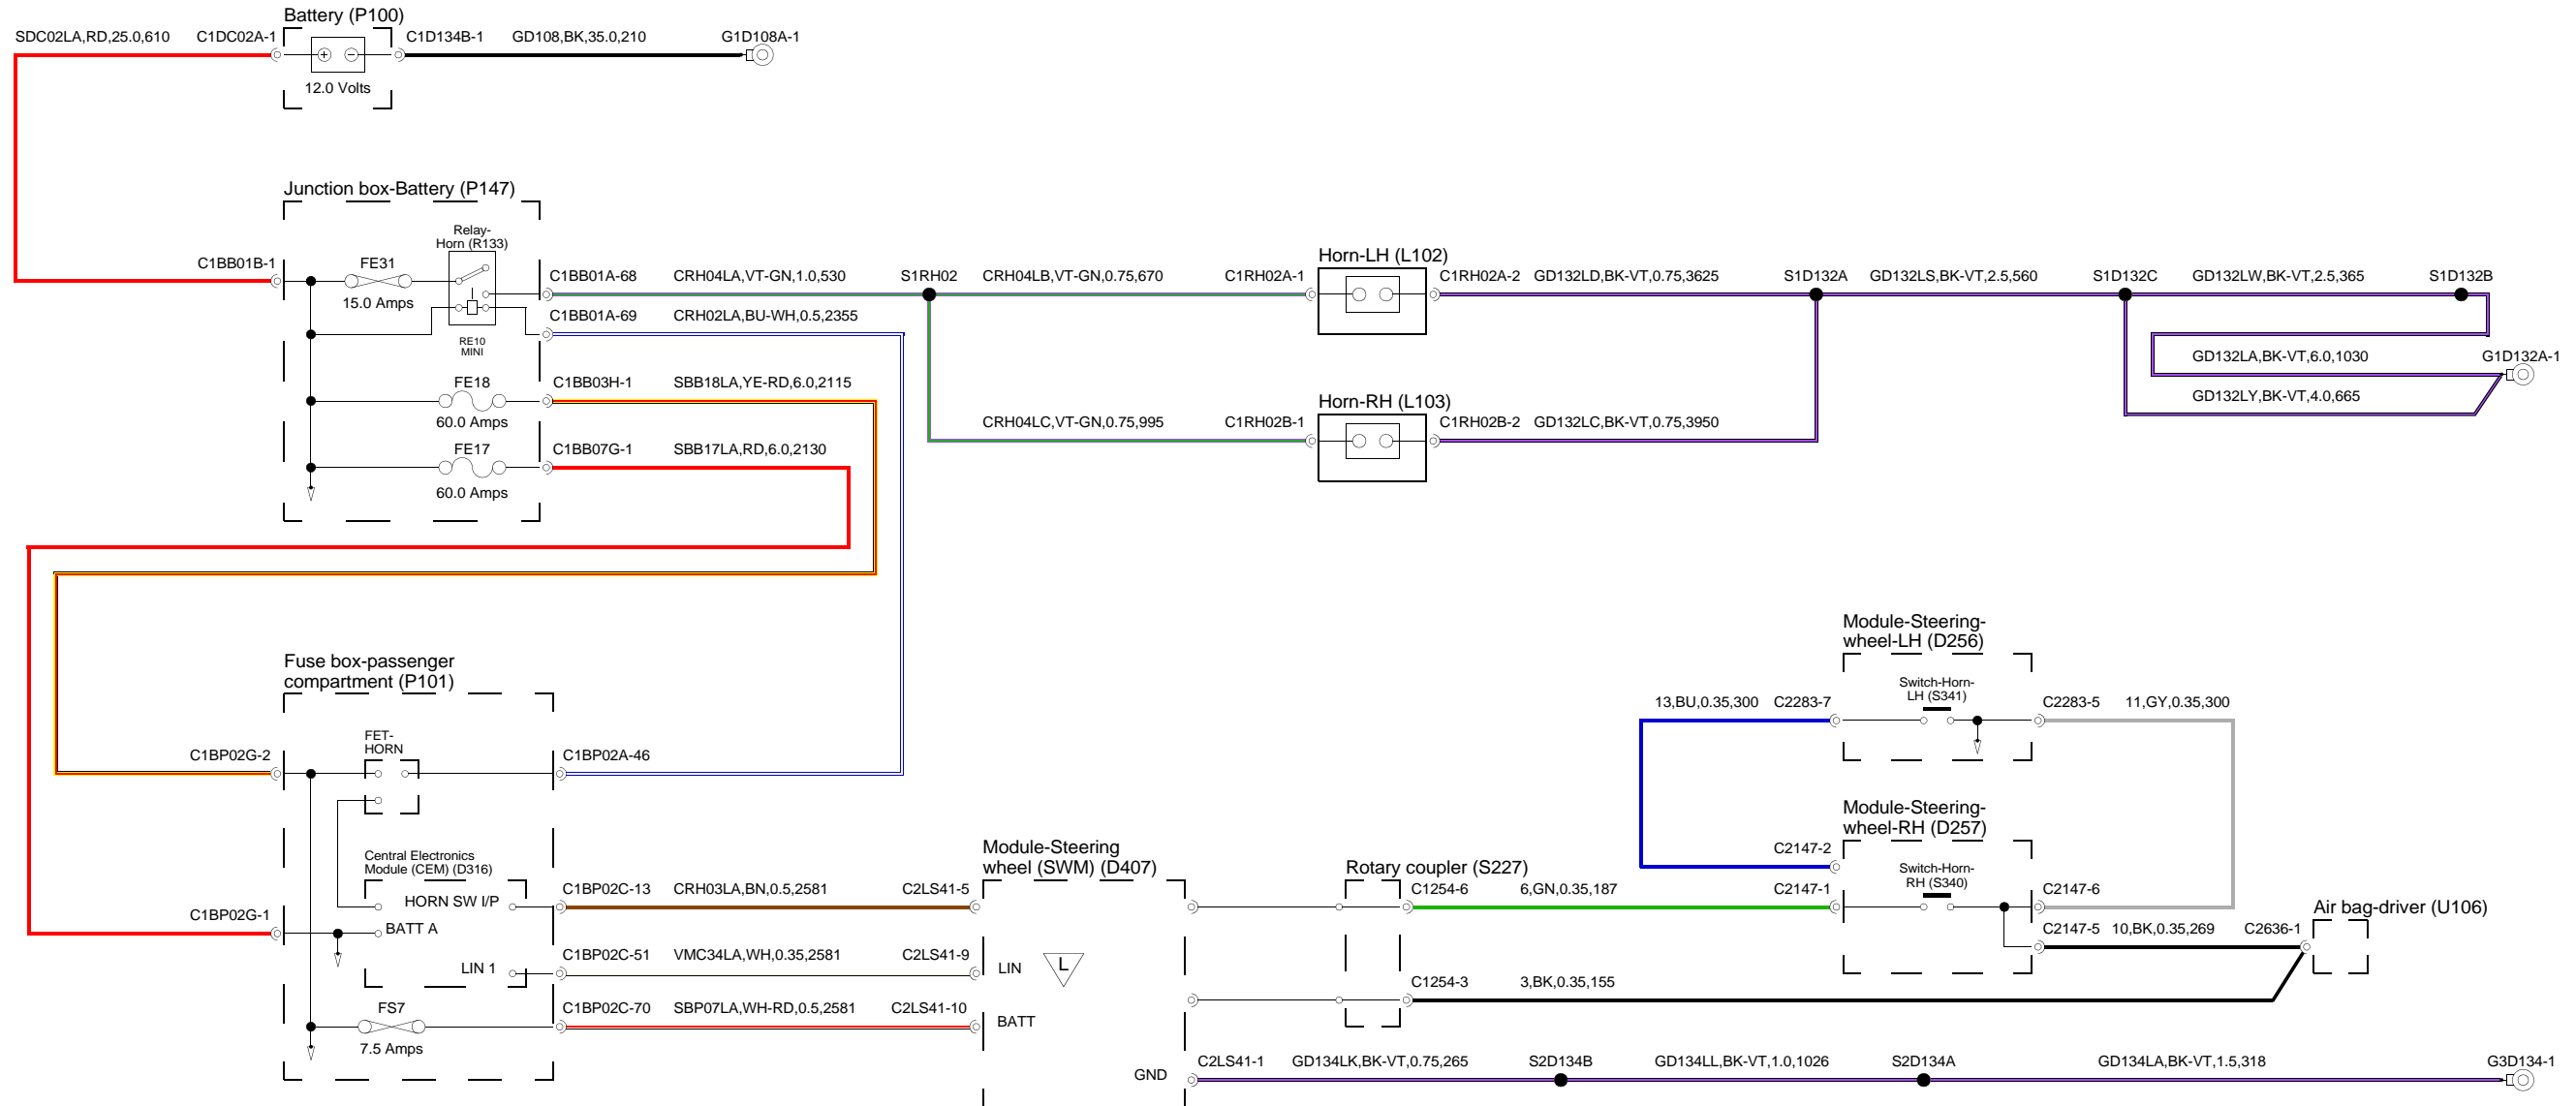 Battery (P100)
SDC02LA,RD,25.0,610
C1DC02A-1
C1D134B-1
GD108,BK,35.0,210
G1D108A-1
12.0 Volts
Junction box-Battery (P147)
Relay-
Horn (R133)
C1BB01B-1
FE31
15.0 Amps
RE10
MINI
C1BB01A-68
CRH04LA,VT-GN,1.0,530
S1RH02
CRH04LB,VT-GN,0.75,670
C1RH02A-1
Horn-LH (L102)
C1RH02A-2
GD132LD,BK-VT,0.75,3625
S1D132A
GD132LS,BK-VT,2.5,560
S1D132C
GD132LW,BK-VT,2.5,365
S1D132B
C1BB01A-69
CRH02LA,BU-WH,0.5,2355
GD132LA,BK-VT,6.0,1030
G1D132A-1
GD132LY,BK-VT,4.0,665
FE18
60.0 Amps
C1BB03H-1
SBB18LA,YE-RD,6.0,2115
CRH04LC,VT-GN,0.75,995
C1RH02B-1
Horn-RH (L103)
C1RH02B-2
GD132LC,BK-VT,0.75,3950
FE17
60.0 Amps
C1BB07G-1
SBB17LA,RD,6.0,2130
Module-Steering-
wheel-LH (D256)
Switch-Horn-
LH (S341)
13,BU,0.35,300
C2283-7
C2283-5
11,GY,0.35,300
Fuse box-passenger
compartment (P101)
FET-
HORN
C1BP02G-2
C1BP02A-46
Module-Steering-
wheel-RH (D257)
Switch-Horn-
RH (S340)
C2147-2
C2147-1
C2147-6
C2147-5
10,BK,0.35,269
C2636-1
Air bag-driver (U106)
Central Electronics
Module (CEM) (D316)
HORN SW I/P
BATT A
LIN 1
C1BP02G-1
C1BP02C-13
CRH03LA,BN,0.5,2581
C2LS41-5
Module-Steering
wheel (SWM) (D407)
Rotary coupler (S227)
C1254-6
6,GN,0.35,187
C1BP02C-51
VMC34LA,WH,0.35,2581
C2LS41-9
LIN
L
C1254-3
3,BK,0.35,155
FS7
7.5 Amps
C1BP02C-70
SBP07LA,WH-RD,0.5,2581
C2LS41-10
BATT
GND
C2LS41-1
GD134LK,BK-VT,0.75,265
S2D134B
GD134LL,BK-VT,1.0,1026
S2D134A
GD134LA,BK-VT,1.5,318
G3D134-1